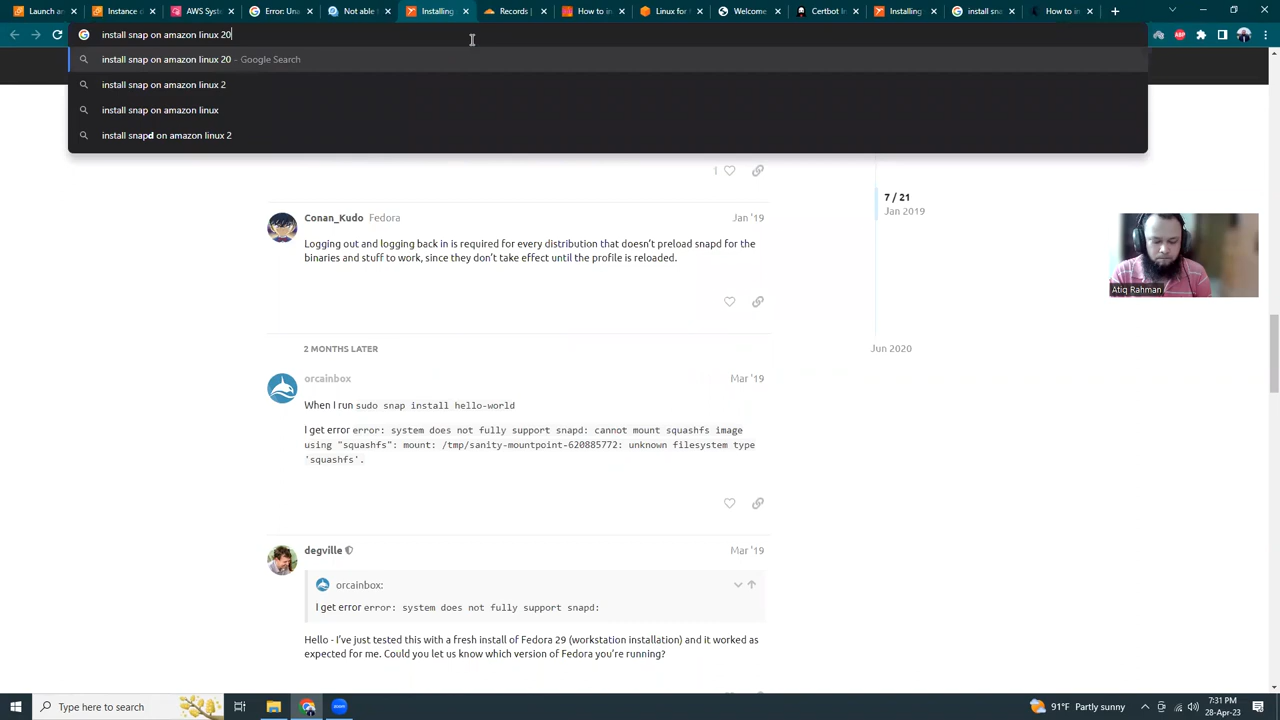 Launch an
Instance d
AWS Syste
Error Unab
Not able t
Installing s
Records /
How to ins
Linux for
Welcome
Certbot In
Installing s
install snap
How to in
install snap on amazon linux 20
install snap on amazon linux 20 - Google Search
install snap on amazon linux 2
install snap on amazon linux
install snapd on amazon linux 2
1
7 / 21
Jan 2019
Conan_Kudo Fedora Jan '19
Logging out and logging back in is required for every distribution that doesn't preload snapd for the
binaries and stuff to work, since they don't take effect until the profile is reloaded.
Atiq Rahman
2 MONTHS LATER
Jun 2020
orcainbox Mar '19
When I run sudo snap install hello-world
I get error error: system does not fully support snapd: cannot mount squashfs image
using "squashfs": mount: /tmp/sanity-mountpoint-620885772: unknown filesystem type
'squashfs'.
degville Mar '19
orcainbox:
I get error error: system does not fully support snapd:
Hello - I've just tested this with a fresh install of Fedora 29 (workstation installation) and it worked as
expected for me. Could you let us know which version of Fedora you're running?
Type here to search
91°F Partly sunny
7:31 PM
28-Apr-23